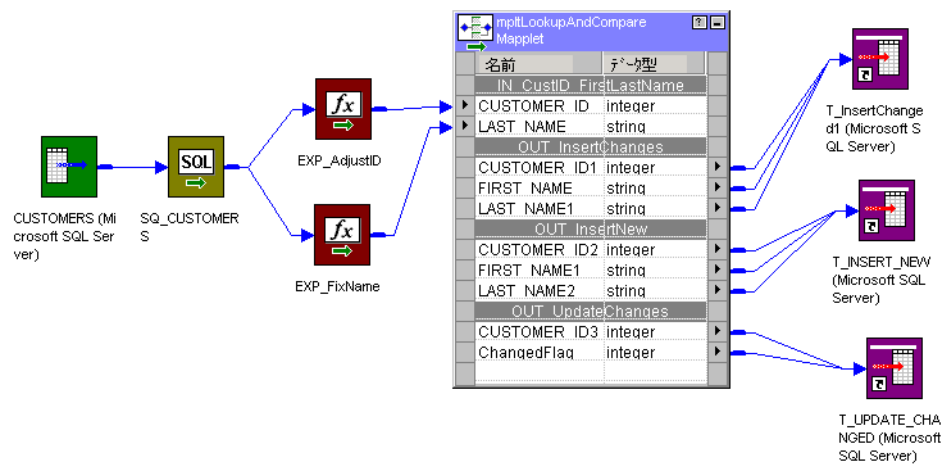 mpltLookupAndCompare
Mapplet
名前 データ型
IN_CustID_FirstLastName
CUSTOMER_ID integer
LAST_NAME string
OUT_InsertChanges
CUSTOMER_ID1 integer
FIRST_NAME string
LAST_NAME1 string
OUT_InsertNew
CUSTOMER_ID2 integer
FIRST_NAME1 string
LAST_NAME2 string
OUT_UpdateChanges
CUSTOMER_ID3 integer
ChangedFlag integer
CUSTOMERS (Mi
crosoft SQL Ser
ver)
SQL
SQ_CUSTOMER
S
fx
EXP_AdjustID
fx
EXP_FixName
T_InsertChange
d1 (Microsoft S
QL Server)
T_INSERT_NEW
(Microsoft SQL
Server)
T_UPDATE_CHA
NGED (Microsoft
SQL Server)